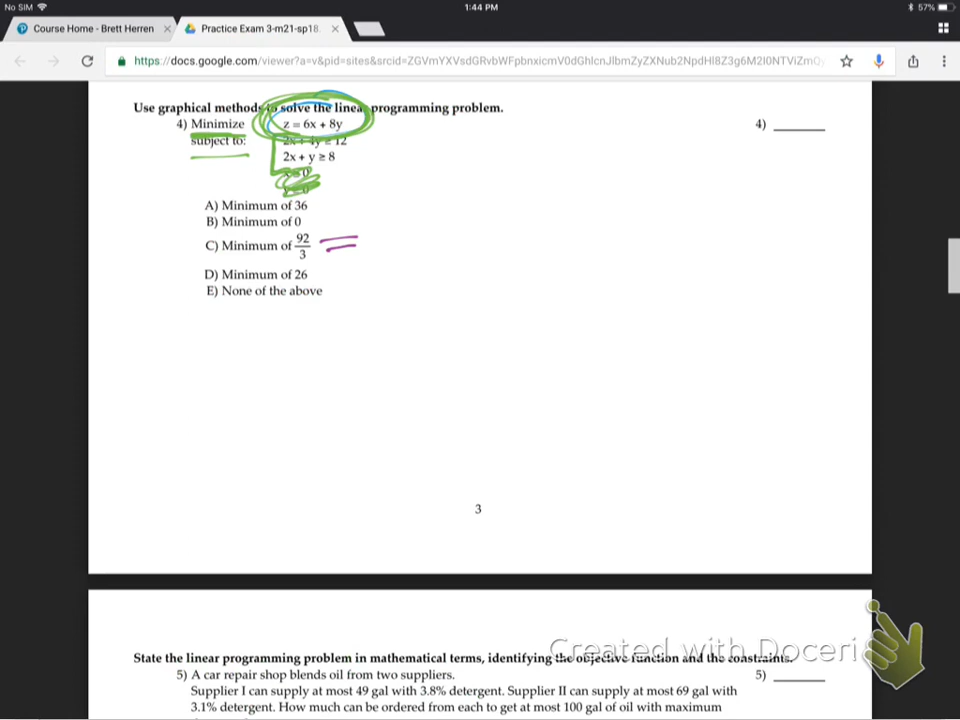 No SIM
1:44 PM
57%
Course Home - Brett Herren
Practice Exam 3-m21-sp18
https://docs.google.com/viewer?a=v&pid=sites&srcid=
Use graphical methods to solve the linear programming problem.
4) Minimize z = 6x + 8y 4)
subject to: 2x + 4y ≥ 12
2x + y ≥ 8
x ≥ 0
y ≥ 0
A) Minimum of 36
B) Minimum of 0
C) Minimum of 92/3
D) Minimum of 26
E) None of the above
3
Created with Doceri
State the linear programming problem in mathematical terms, identifying the objective function and the constraints.
5) A car repair shop blends oil from two suppliers. 5)
Supplier I can supply at most 49 gal with 3.8% detergent. Supplier II can supply at most 69 gal with
3.1% detergent. How much can be ordered from each to get at most 100 gal of oil with maximum